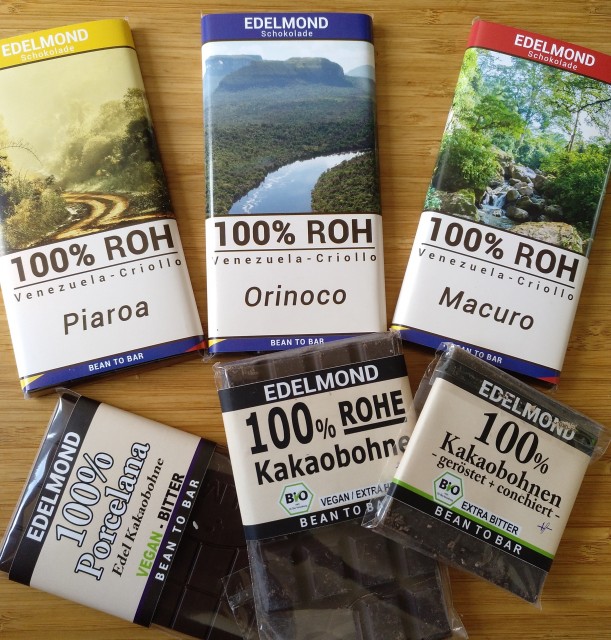 EDELMOND
Schokolade
100% ROH
Venezuela-Criollo
Piaroa
BEAN TO BAR
EDELMOND
Schokolade
100% ROH
Venezuela-Criollo
Orinoco
BEAN TO BAR
EDELMOND
Schokolade
100% ROH
Venezuela-Criollo
Macuro
BEAN TO BAR
EDELMOND
100%
Porcelana
Edel Kakaobohne
VEGAN - BITTER
BEAN TO BAR
EDELMOND
100% ROHE
Kakaobohne
BIO
VEGAN / EXTRA
BEAN TO BAR
EDELMOND
100%
Kakaobohnen
- geröstet + conchiert -
BIO
EXTRA BITTER
BEAN TO BAR